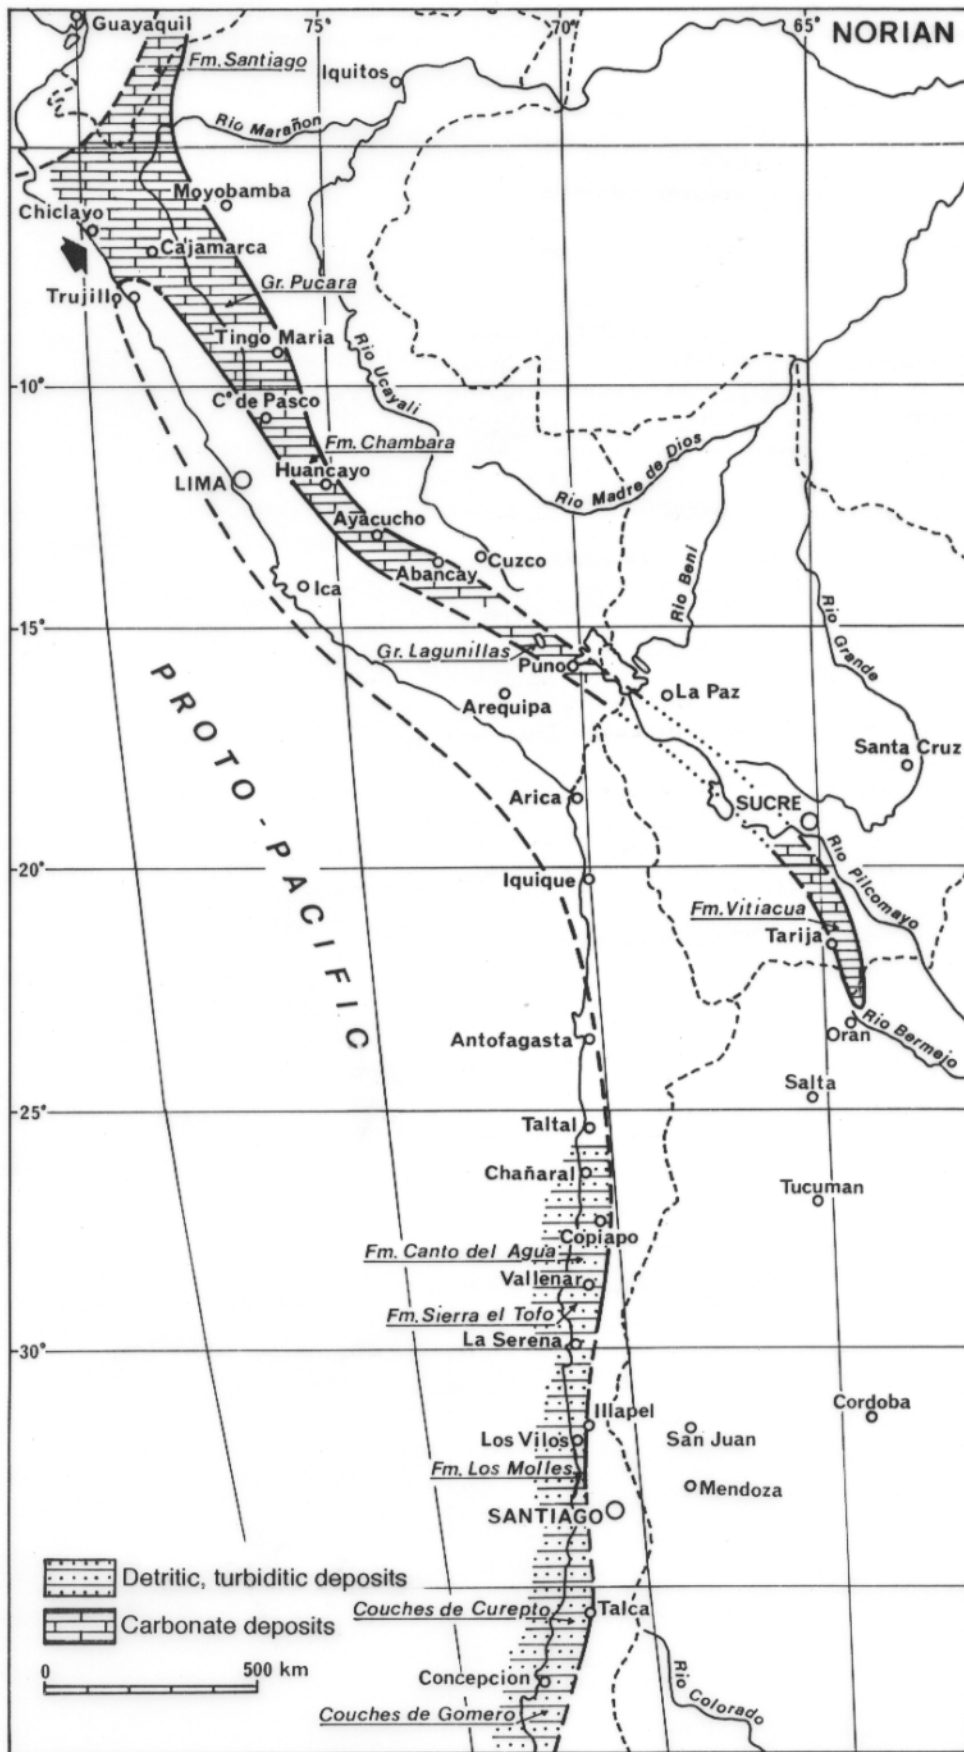 Guayaquil
75°
70°
65°
NORIAN
Fm. Santiago
Iquitos
Rio Marañon
Moyobamba
Chiclayo
Cajamarca
Gr. Pucara
Trujillo
Tingo Maria
Rio Ucayali
10°
C° de Pasco
Fm. Chambara
Huancayo
Rio Madre de Dios
LIMA
Ayacucho
Cuzco
Abancay
Rio Beni
Ica
Rio Grande
15°
Gr. Lagunillas
Puno
La Paz
Arequipa
Santa Cruz
PROTO - PACIFIC
Arica
SUCRE
Rio Pilcomayo
20°
Iquique
Fm. Vitiacua
Tarija
Rio Bermejo
Antofagasta
Oran
Salta
25°
Taltal
Chañaral
Tucuman
Copiapo
Fm. Canto del Agua
Vallenar
Fm. Sierra el Tofo
La Serena
30°
Illapel
Cordoba
Los Vilos
San Juan
Fm. Los Molles
Mendoza
SANTIAGO
Detritic, turbiditic deposits
Couches de Curepto
Talca
Carbonate deposits
0
500 km
Concepcion
Rio Colorado
Couches de Gomero